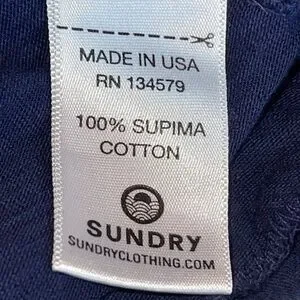 MADE IN USA
RN 134579
100% SUPIMA
COTTON
SUNDRY
SUNDRYCLOTHING.COM